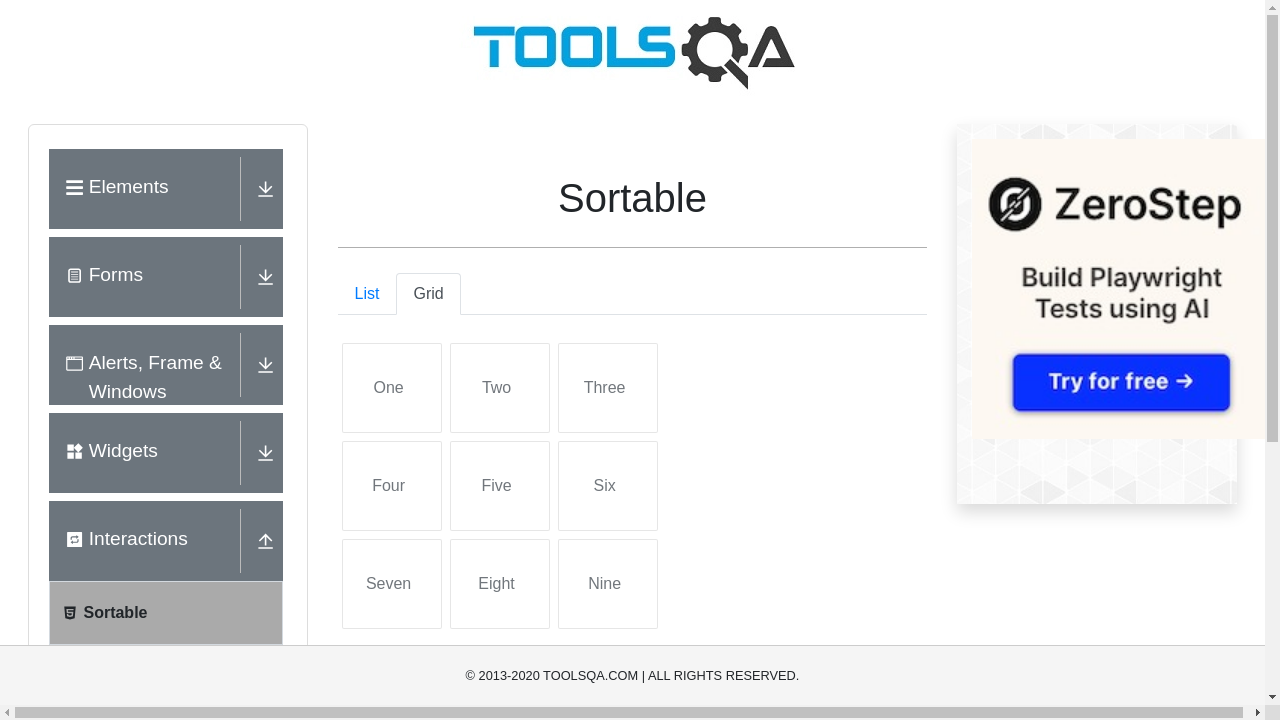 TOOLSQA
Elements
Forms
Alerts, Frame &
Windows
Widgets
Interactions
Sortable
Sortable
List
Grid
One
Two
Three
Four
Five
Six
Seven
Eight
Nine
ZeroStep
Build Playwright
Tests using AI
Try for free →
© 2013-2020 TOOLSQA.COM | ALL RIGHTS RESERVED.